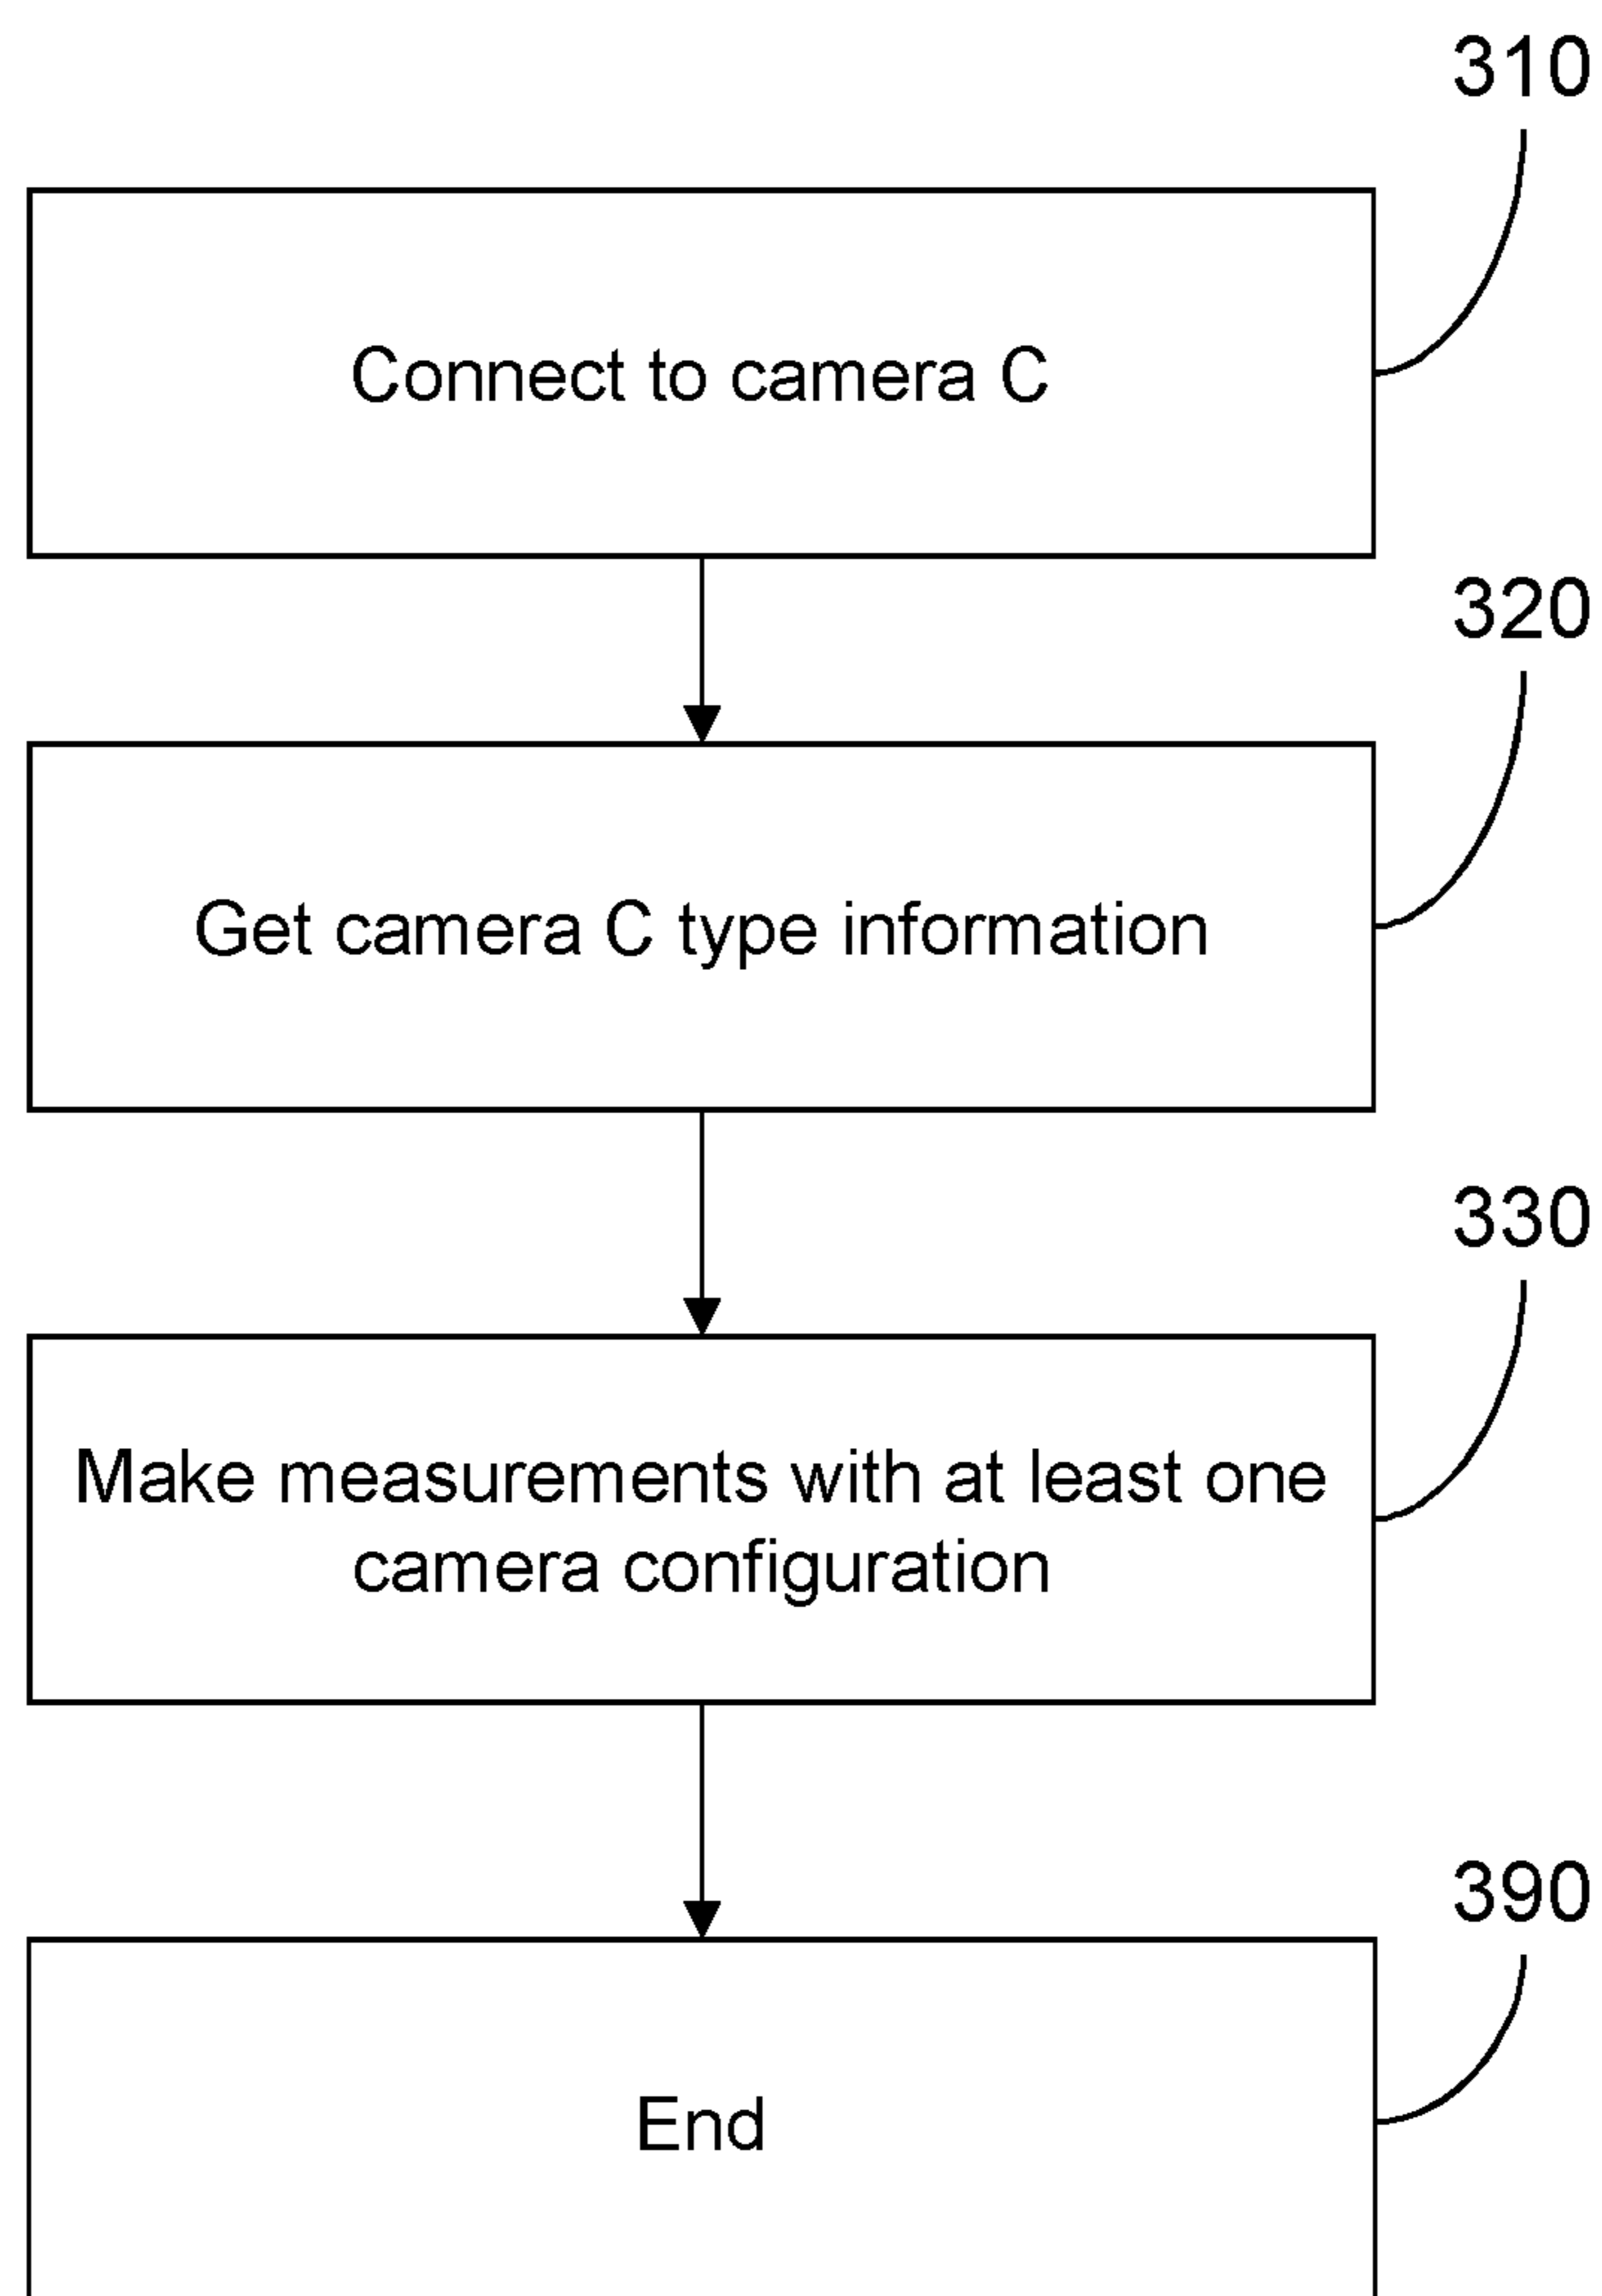 310
Connect to camera C
320
Get camera C type information
330
Make measurements with at least one
camera configuration
390
End